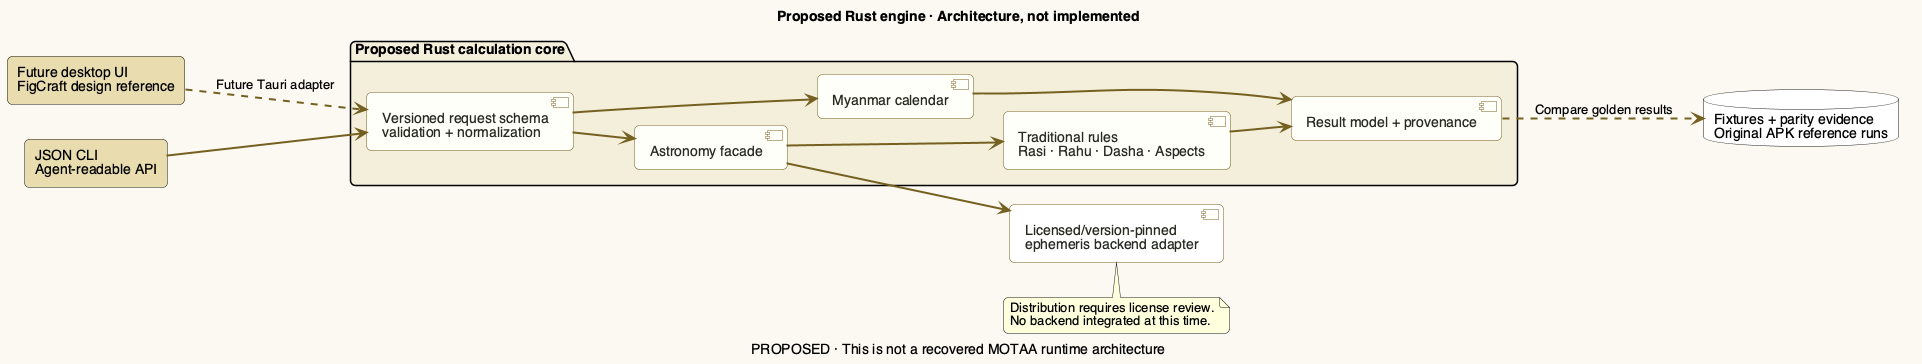 Proposed Rust engine · Architecture, not implemented
Proposed Rust calculation core
Future desktop UI
FigCraft design reference
Future Tauri adapter
JSON CLI
Agent-readable API
Versioned request schema
validation + normalization
Myanmar calendar
Astronomy facade
Traditional rules
Rasi · Rahu · Dasha · Aspects
Result model + provenance
Compare golden results
Fixtures + parity evidence
Original APK reference runs
Licensed/version-pinned
ephemeris backend adapter
Distribution requires license review.
No backend integrated at this time.
PROPOSED · This is not a recovered MOTAA runtime architecture